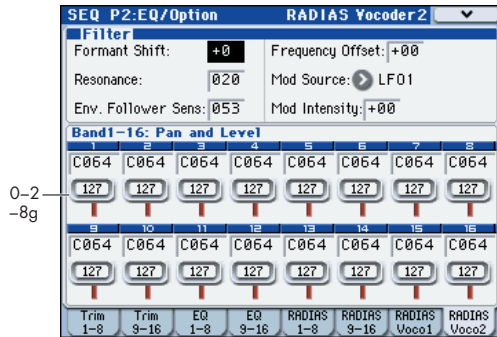 SEQ P2:EQ/Option RADIAS Vocoder2
Filter
Formant Shift: +0 Frequency Offset: +00
Resonance: 020 Mod Source: LFO1
Env. Follower Sens: 053 Mod Intensity: +00
Band1-16: Pan and Level
1 2 3 4 5 6 7 8
C064 C064 C064 C064 C064 C064 C064 C064
127 127 127 127 127 127 127 127
0–2
–8g
9 10 11 12 13 14 15 16
C064 C064 C064 C064 C064 C064 C064 C064
127 127 127 127 127 127 127 127
Trim 1-8 Trim 9-16 EQ 1-8 EQ 9-16 RADIAS 1-8 RADIAS 9-16 RADIAS Voco1 RADIAS Voco2